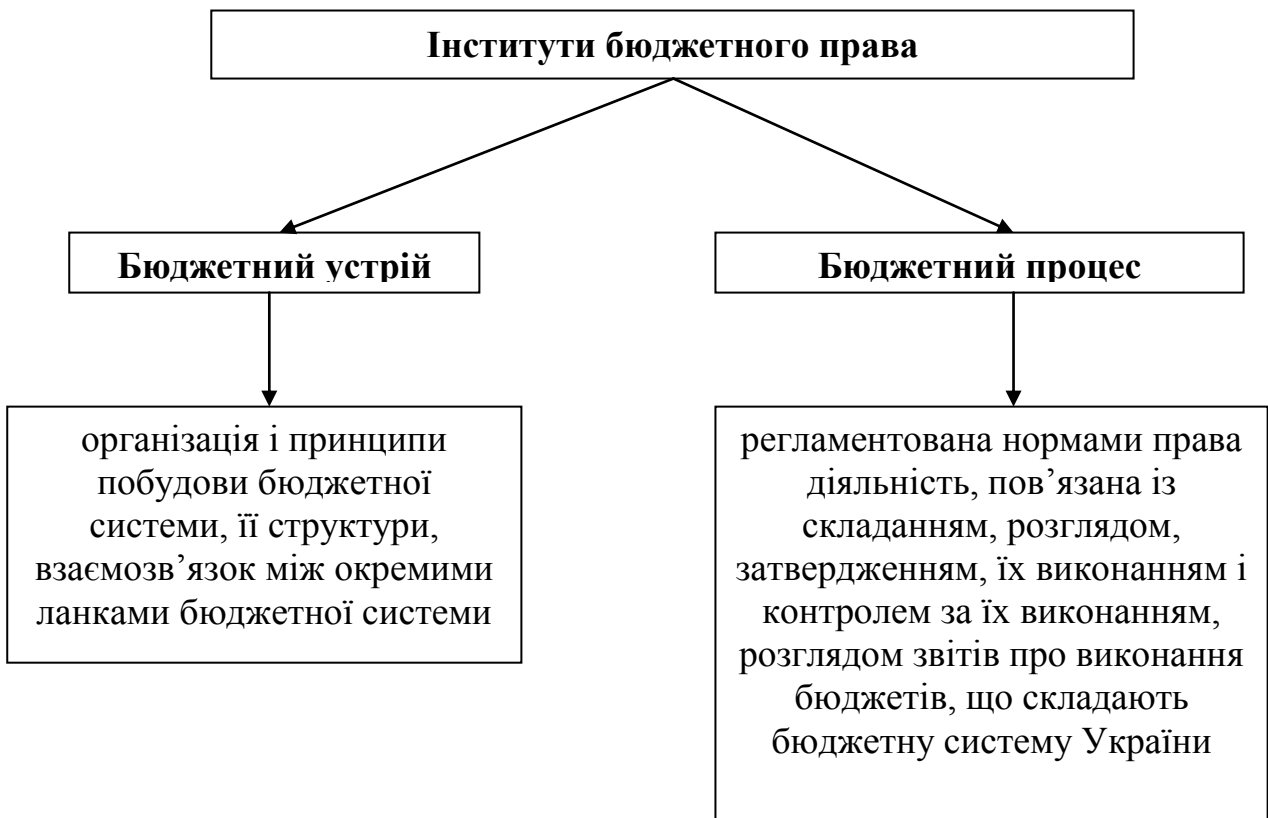 Інститути бюджетного права
Бюджетний устрій
Бюджетний процес
організація і принципи
побудови бюджетної
системи, її структури,
взаємозв’язок між окремими
ланками бюджетної системи
регламентована нормами права
діяльність, пов’язана із
складанням, розглядом,
затвердженням, їх виконанням і
контролем за їх виконанням,
розглядом звітів про виконання
бюджетів, що складають
бюджетну систему України